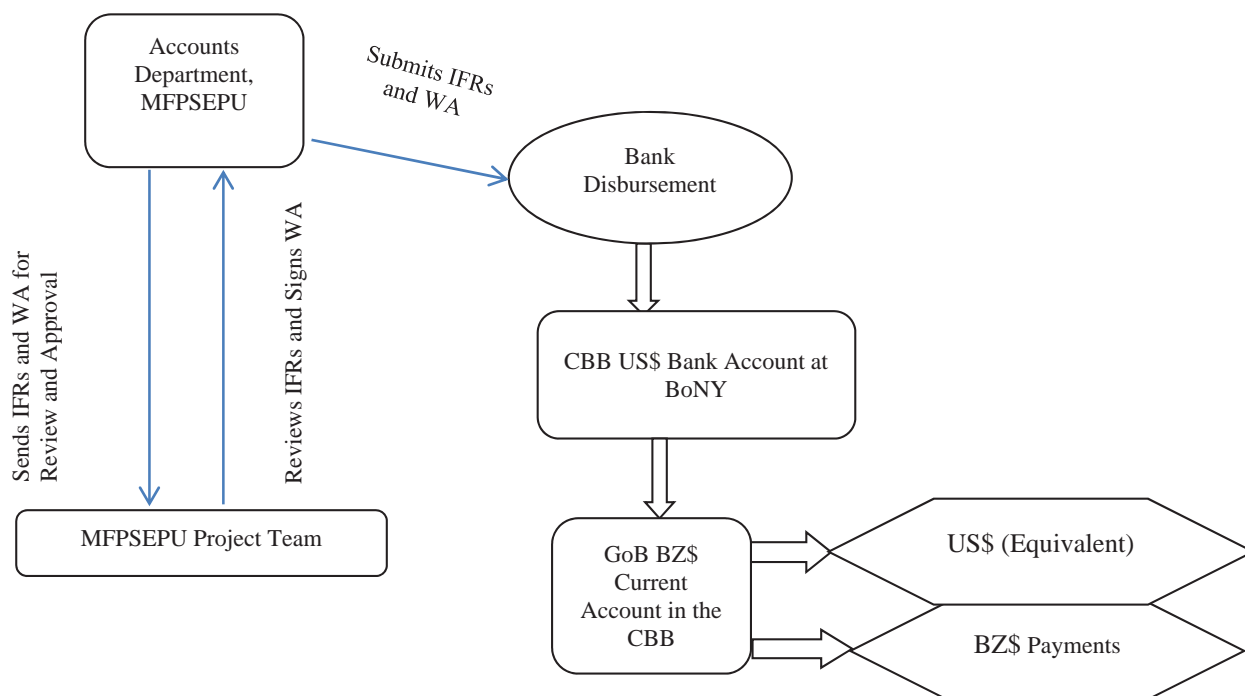 Accounts
Department,
MFPSEPU
Submits IFRs
and WA
Bank
Disbursement
Sends IFRs and WA for
Review and Approval
Reviews IFRs and Signs WA
CBB US$ Bank Account at
BoNY
MFPSEPU Project Team
GoB BZ$
Current
Account in the
CBB
US$ (Equivalent)
BZ$ Payments